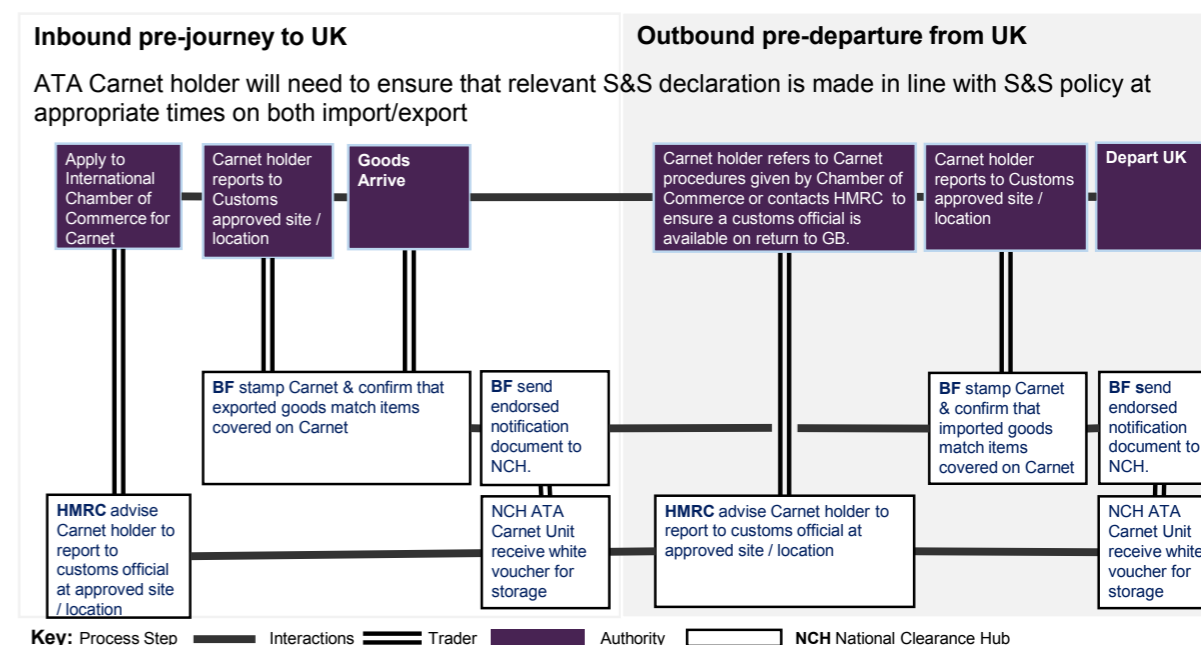 Inbound pre-journey to UK
Outbound pre-departure from UK
ATA Carnet holder will need to ensure that relevant S&S declaration is made in line with S&S policy at
appropriate times on both import/export
Apply to
International
Chamber of
Commerce for
Carnet
Carnet holder
reports to
Customs
approved site /
location
Goods
Arrive
Carnet holder refers to Carnet
procedures given by Chamber of
Commerce or contacts HMRC to
ensure a customs official is
available on return to GB.
Carnet holder
reports to Customs
approved site /
location
Depart UK
BF stamp Carnet & confirm that
exported goods match items
covered on Carnet
BF send
endorsed
notification
document to
NCH.
BF stamp Carnet
& confirm that
imported goods
match items
covered on Carnet
BF send
endorsed
notification
document to
NCH.
HMRC advise
Carnet holder to
report to
customs official
at approved site
/ location
NCH ATA
Carnet Unit
receive white
voucher for
storage
HMRC advise Carnet holder to
report to customs official at
approved site / location
NCH ATA
Carnet Unit
receive white
voucher for
storage
Key: Process Step Interactions Trader Authority NCH National Clearance Hub